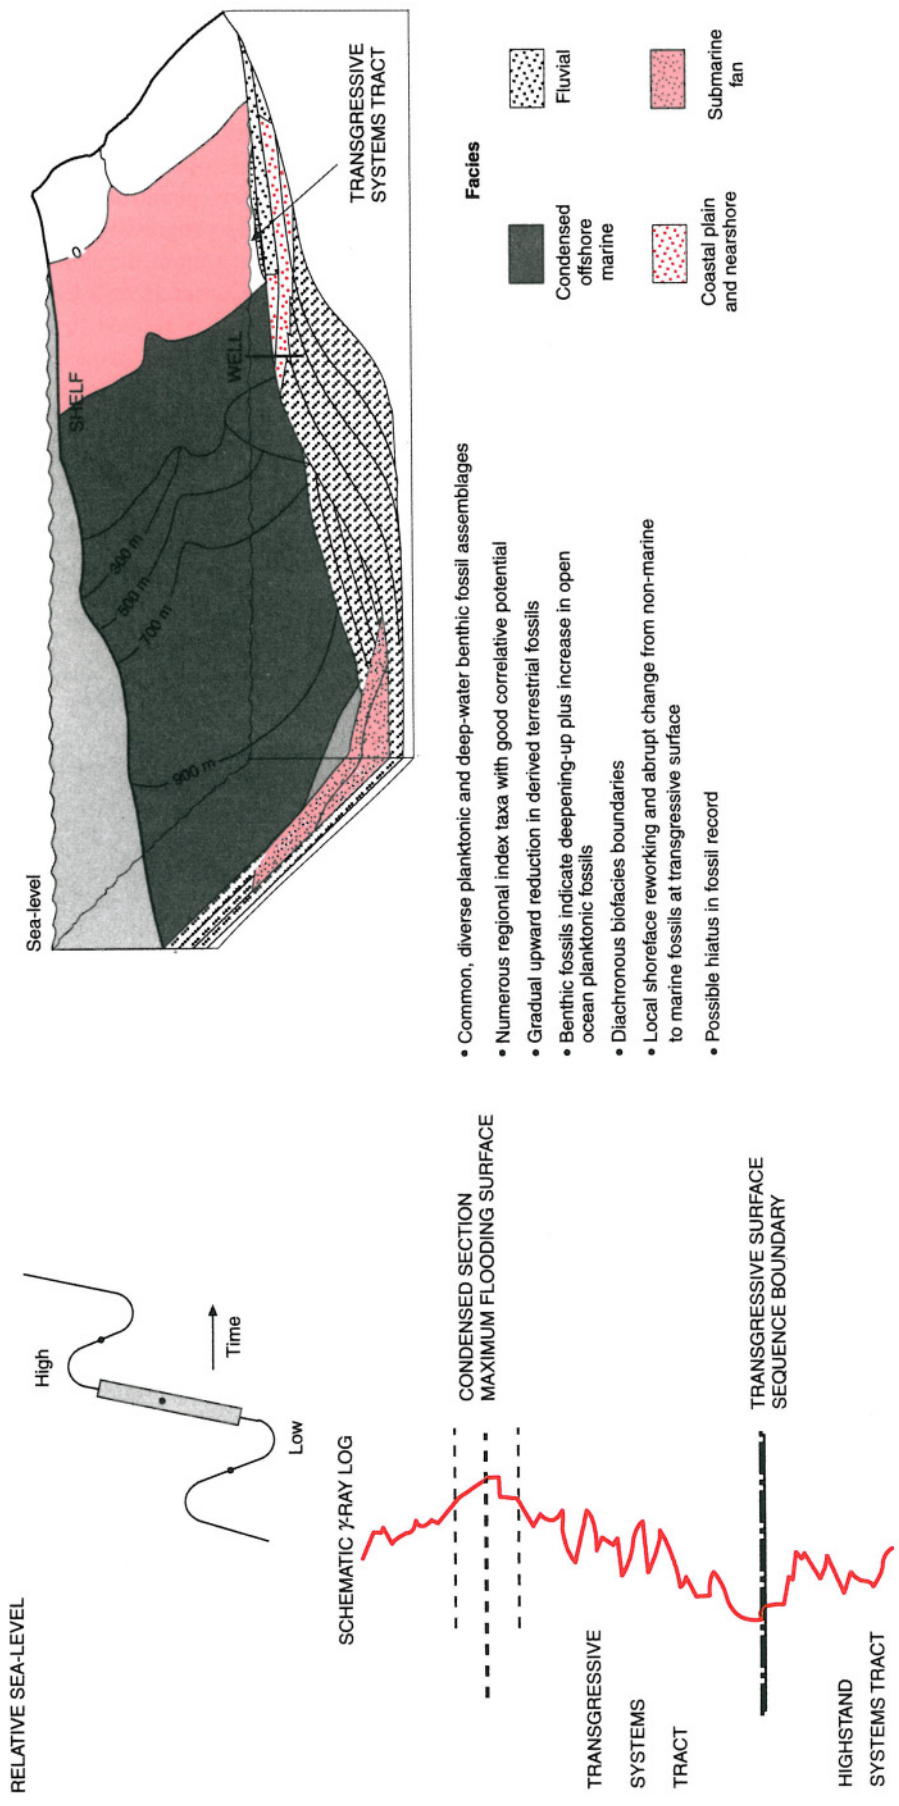 RELATIVE SEA-LEVEL
High
Low
Time
SCHEMATIC γ-RAY LOG
CONDENSED SECTION
MAXIMUM FLOODING SURFACE
TRANSGRESSIVE
SYSTEMS
TRACT
TRANSGRESSIVE SURFACE
SEQUENCE BOUNDARY
HIGHSTAND
SYSTEMS TRACT
Sea-level
SHELF
0
300 m
500 m
700 m
900 m
WELL
TRANSGRESSIVE
SYSTEMS TRACT
• Common, diverse planktonic and deep-water benthic fossil assemblages
• Numerous regional index taxa with good correlative potential
• Gradual upward reduction in derived terrestrial fossils
• Benthic fossils indicate deepening-up plus increase in open
ocean planktonic fossils
• Diachronous biofacies boundaries
• Local shoreface reworking and abrupt change from non-marine
to marine fossils at transgressive surface
• Possible hiatus in fossil record
Facies
Condensed
offshore
marine
Fluvial
Coastal plain
and nearshore
Submarine
fan